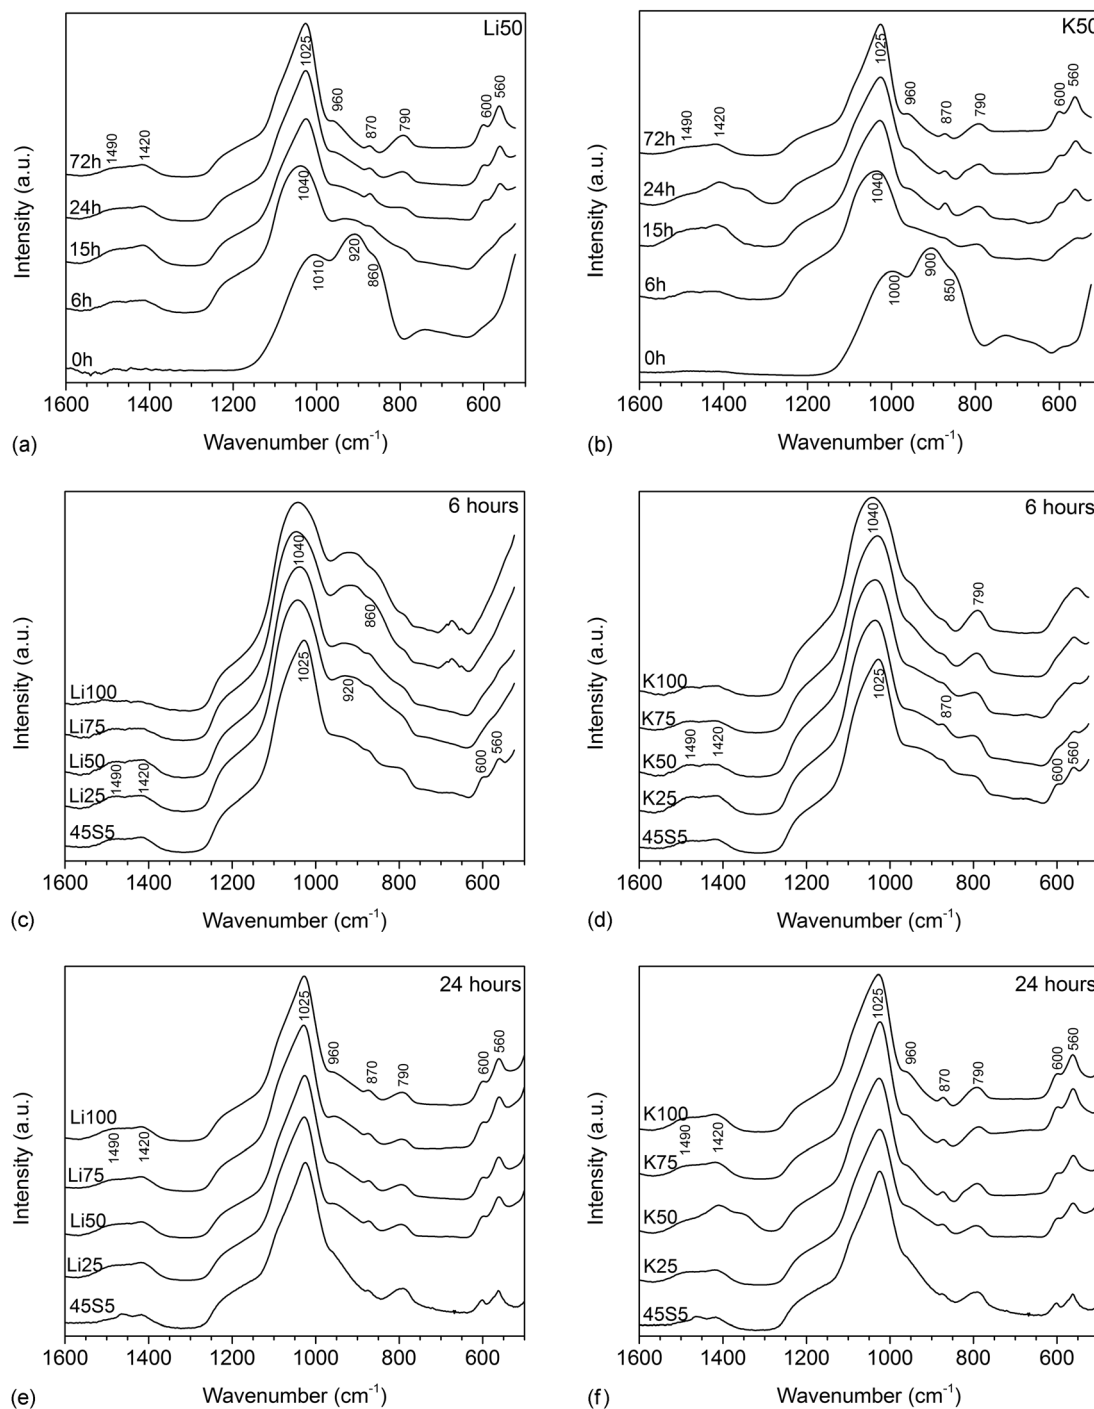 Li50
1025
960
870
790
600
560
1490
1420
72h
24h
15h
1040
6h
1010
920
860
0h
Intensity (a.u.)
1600 1400 1200 1000 800 600
Wavenumber (cm-1)
(a)
K50
1025
960
870
790
600
560
1490
1420
72h
24h
15h
1040
6h
1000
900
850
0h
Intensity (a.u.)
1600 1400 1200 1000 800 600
Wavenumber (cm-1)
(b)
6 hours
1040
860
1025
920
600
560
Li100
Li75
Li50
1490
1420
Li25
45S5
Intensity (a.u.)
1600 1400 1200 1000 800 600
Wavenumber (cm-1)
(c)
6 hours
1040
790
1025
870
600
560
K100
K75
1490
1420
K50
K25
45S5
Intensity (a.u.)
1600 1400 1200 1000 800 600
Wavenumber (cm-1)
(d)
24 hours
1025
960
870
790
600
560
Li100
1490
1420
Li75
Li50
Li25
45S5
Intensity (a.u.)
1600 1400 1200 1000 800 600
Wavenumber (cm-1)
(e)
24 hours
1025
960
870
790
600
560
K100
1490
1420
K75
K50
K25
45S5
Intensity (a.u.)
1600 1400 1200 1000 800 600
Wavenumber (cm-1)
(f)